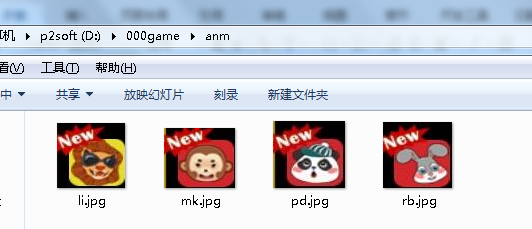 机 ▸ p2soft (D:) ▸ 000game ▸ anm
看(V) 工具(T) 帮助(H)
中 ▾ 共享 ▾ 放映幻灯片 刻录 新建文件夹
New New New New
li.jpg mk.jpg pd.jpg rb.jpg